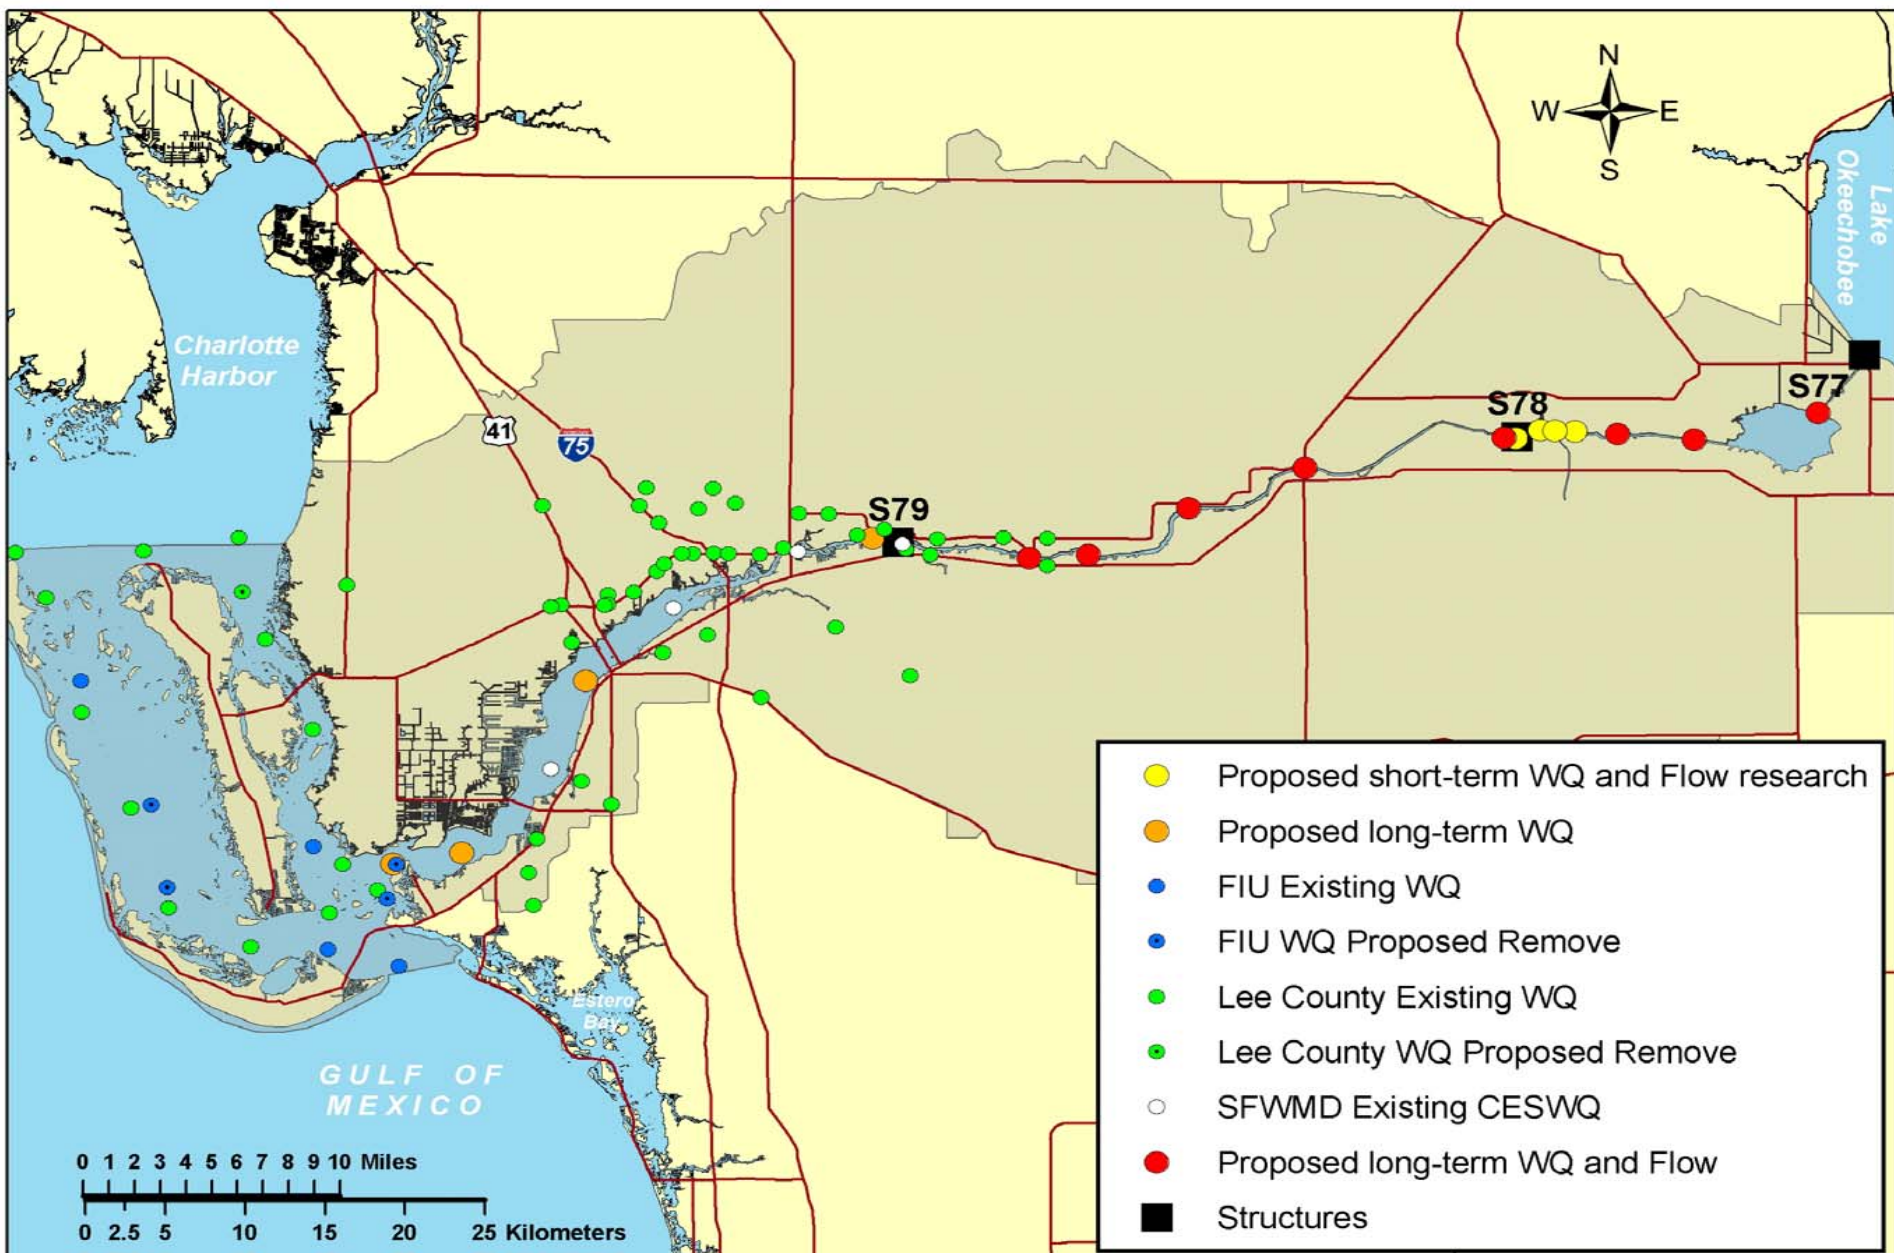 N
W E
S
Lake
Okeechobee
Charlotte
Harbor
S77
S78
41
75
S79
Estero
Bay
GULF OF
MEXICO
0 1 2 3 4 5 6 7 8 9 10 Miles
0 2.5 5 10 15 20 25 Kilometers
Proposed short-term WQ and Flow research
Proposed long-term WQ
FIU Existing WQ
FIU WQ Proposed Remove
Lee County Existing WQ
Lee County WQ Proposed Remove
SFWMD Existing CESWQ
Proposed long-term WQ and Flow
Structures